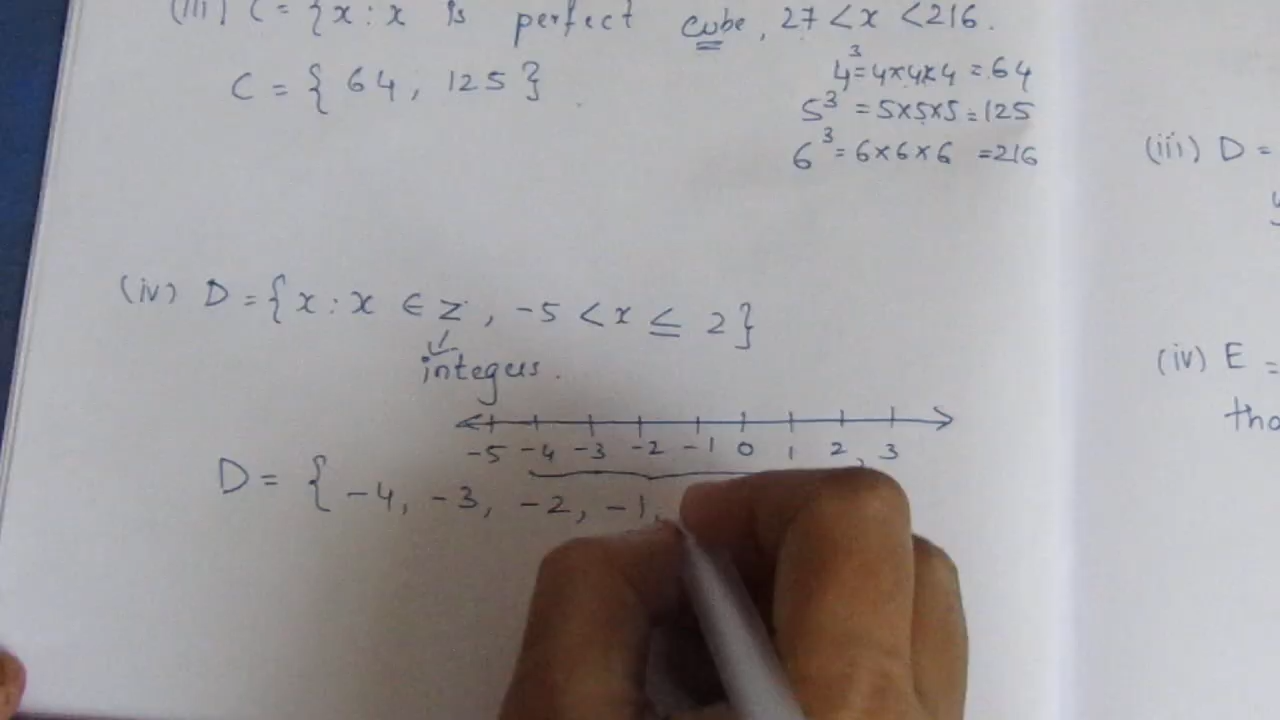 (iii) C = {x : x is perfect cube, 27 < x < 216.
C = { 64, 125 }
4³ = 4×4×4 = 64
5³ = 5×5×5 = 125
6³ = 6×6×6 = 216
(iv) D = {x : x ∈ Z, -5 < x ≤ 2}
integers.
-5 -4 -3 -2 -1 0 1 2, 3
D = { -4, -3, -2, -1,
(iii) D =
(iv) E =